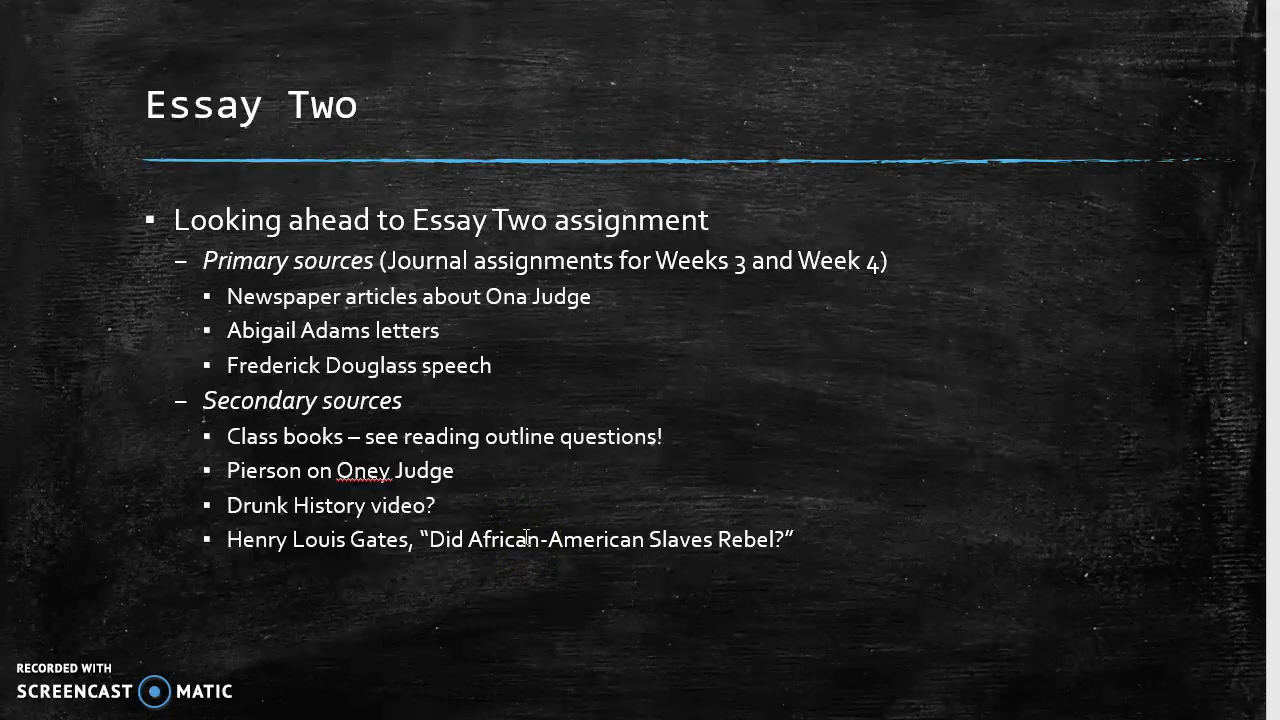 Essay Two
▪ Looking ahead to Essay Two assignment
– Primary sources (Journal assignments for Weeks 3 and Week 4)
▪ Newspaper articles about Ona Judge
▪ Abigail Adams letters
▪ Frederick Douglass speech
– Secondary sources
▪ Class books – see reading outline questions!
▪ Pierson on Oney Judge
▪ Drunk History video?
▪ Henry Louis Gates, “Did African-American Slaves Rebel?”
RECORDED WITH
SCREENCAST MATIC